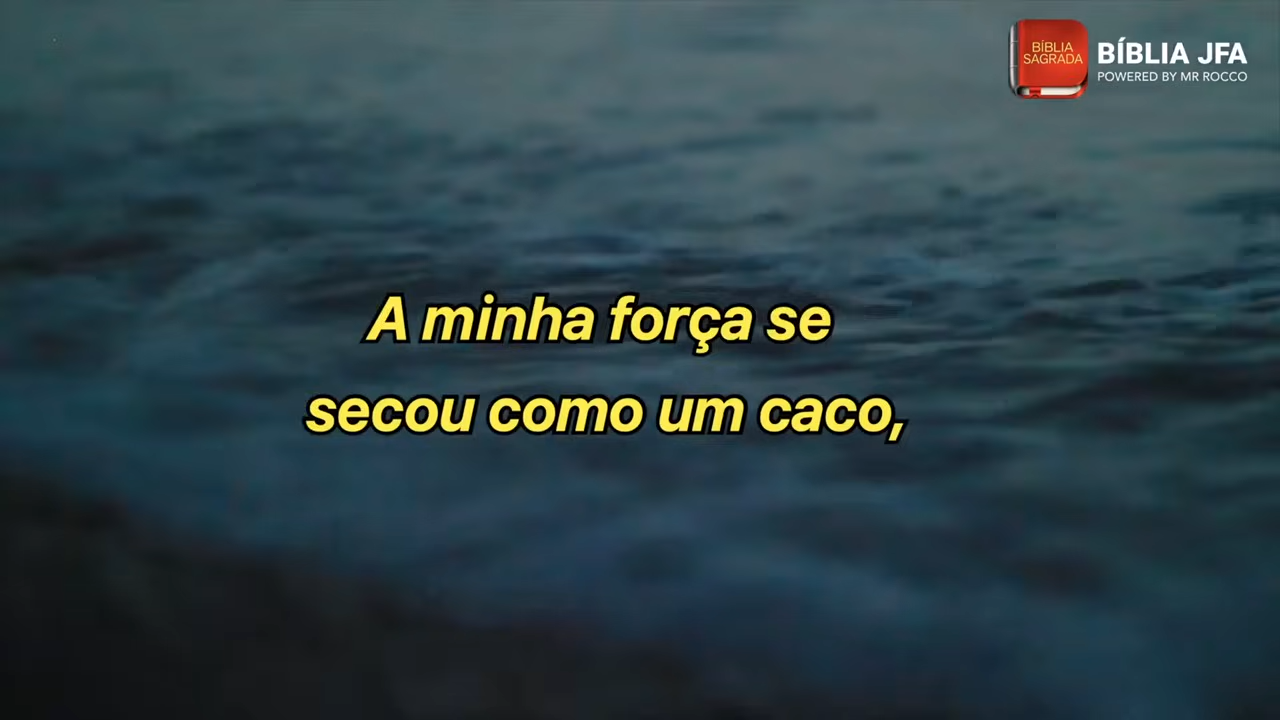 BÍBLIA
SAGRADA
BÍBLIA JFA
POWERED BY MR ROCCO
A minha força se
secou como um caco,